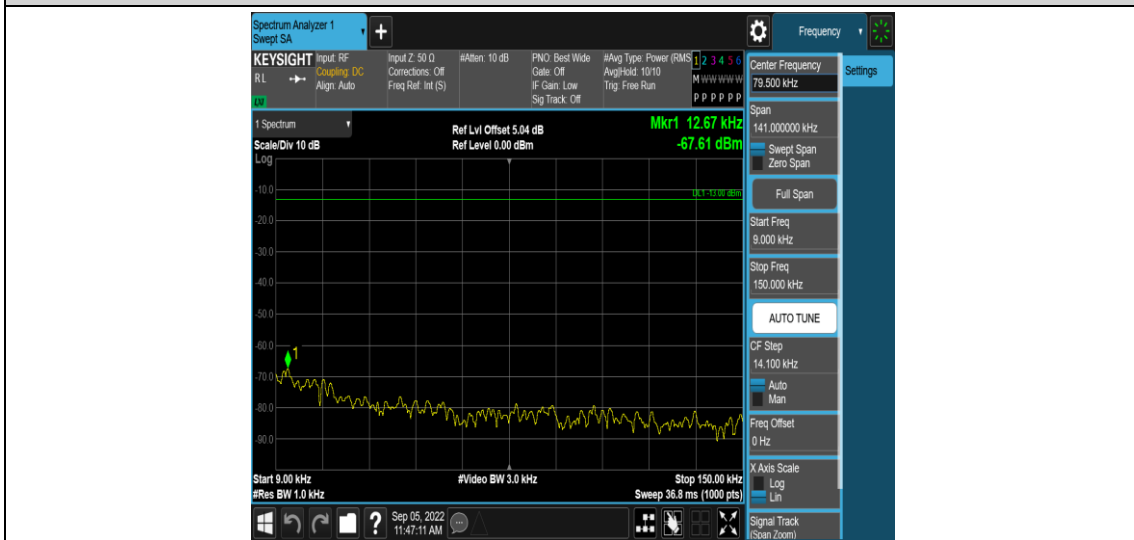 Spectrum Analyzer 1
Swept SA
+
Frequency
KEYSIGHT
RL
LXI
Input: RF
Coupling: DC
Align: Auto
Input Z: 50 Ω
Corrections: Off
Freq Ref: Int (S)
#Atten: 10 dB
PNO: Best Wide
Gate: Off
IF Gain: Low
Sig Track: Off
#Avg Type: Power (RMS
Avg|Hold: 10/10
Trig: Free Run
1 2 3 4 5 6
M W W W W W
P P P P P P
1 Spectrum
Scale/Div 10 dB
Ref Lvl Offset 5.04 dB
Ref Level 0.00 dBm
Mkr1 12.67 kHz
-67.61 dBm
Log
DL1 -13.00 dBm
-10.0
-20.0
-30.0
-40.0
-50.0
-60.0
1
-70.0
-80.0
-90.0
Start 9.00 kHz
#Res BW 1.0 kHz
#Video BW 3.0 kHz
Stop 150.00 kHz
Sweep 36.8 ms (1000 pts)
?
Sep 05, 2022
11:47:11 AM
Center Frequency
79.500 kHz
Settings
Span
141.000000 kHz
Swept Span
Zero Span
Full Span
Start Freq
9.000 kHz
Stop Freq
150.000 kHz
AUTO TUNE
CF Step
14.100 kHz
Auto
Man
Freq Offset
0 Hz
X Axis Scale
Log
Lin
Signal Track
(Span Zoom)